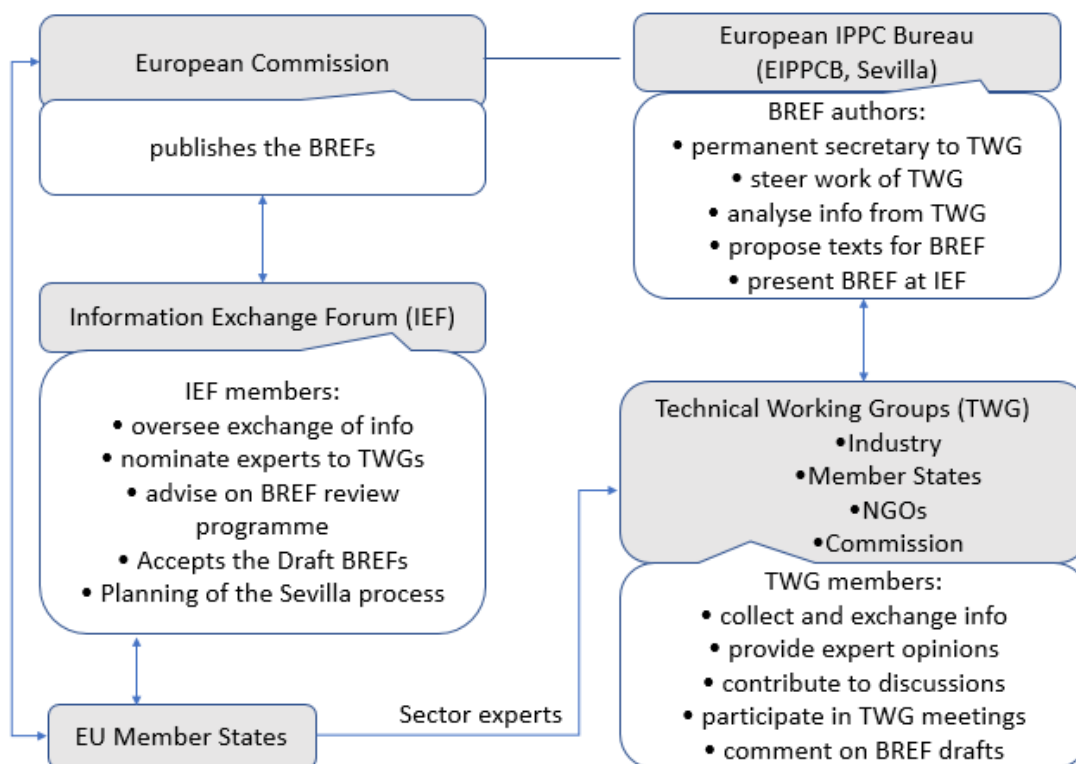 European Commission
publishes the BREFs
European IPPC Bureau
(EIPPCB, Sevilla)
BREF authors:
• permanent secretary to TWG
• steer work of TWG
• analyse info from TWG
• propose texts for BREF
• present BREF at IEF
Information Exchange Forum (IEF)
IEF members:
• oversee exchange of info
• nominate experts to TWGs
• advise on BREF review
programme
• Accepts the Draft BREFs
• Planning of the Sevilla process
Technical Working Groups (TWG)
•Industry
•Member States
•NGOs
•Commission
TWG members:
• collect and exchange info
• provide expert opinions
• contribute to discussions
• participate in TWG meetings
• comment on BREF drafts
EU Member States
Sector experts